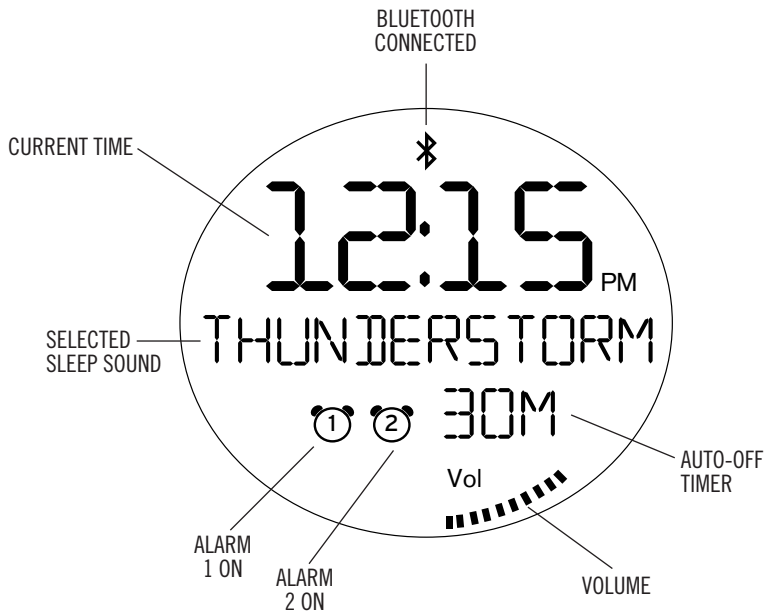 BLUETOOTH
CONNECTED
CURRENT TIME
12:15 PM
SELECTED
SLEEP SOUND
THUNDERSTORM
1 2 30M
AUTO-OFF
TIMER
Vol
ALARM
1 ON
ALARM
2 ON
VOLUME